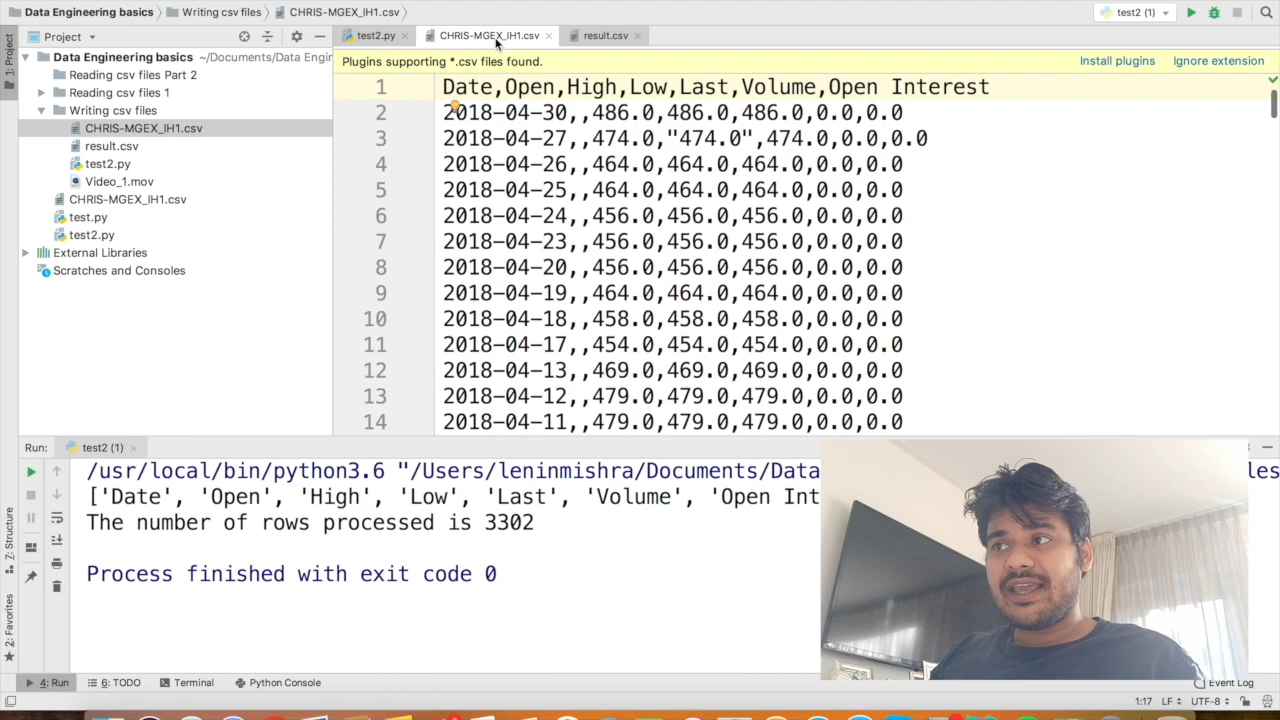 Data Engineering basics Writing csv files CHRIS-MGEX_IH1.csv test2 (1)
Project test2.py CHRIS-MGEX_IH1.csv result.csv
1: Project
Data Engineering basics ~/Documents/Data Engir
Reading csv files Part 2
Reading csv files 1
Writing csv files
CHRIS-MGEX_IH1.csv
result.csv
test2.py
Video_1.mov
CHRIS-MGEX_IH1.csv
test.py
test2.py
External Libraries
Scratches and Consoles
Plugins supporting *.csv files found. Install plugins Ignore extension
1 Date,Open,High,Low,Last,Volume,Open Interest
2 2018-04-30,,486.0,486.0,486.0,0.0,0.0
3 2018-04-27,,474.0,"474.0",474.0,0.0,0.0
4 2018-04-26,,464.0,464.0,464.0,0.0,0.0
5 2018-04-25,,464.0,464.0,464.0,0.0,0.0
6 2018-04-24,,456.0,456.0,456.0,0.0,0.0
7 2018-04-23,,456.0,456.0,456.0,0.0,0.0
8 2018-04-20,,456.0,456.0,456.0,0.0,0.0
9 2018-04-19,,464.0,464.0,464.0,0.0,0.0
10 2018-04-18,,458.0,458.0,458.0,0.0,0.0
11 2018-04-17,,454.0,454.0,454.0,0.0,0.0
12 2018-04-13,,469.0,469.0,469.0,0.0,0.0
13 2018-04-12,,479.0,479.0,479.0,0.0,0.0
14 2018-04-11,,479.0,479.0,479.0,0.0,0.0
Run: test2 (1)
/usr/local/bin/python3.6 "/Users/leninmishra/Documents/Data les
['Date', 'Open', 'High', 'Low', 'Last', 'Volume', 'Open Int
The number of rows processed is 3302
Process finished with exit code 0
7: Structure
2: Favorites
4: Run 6: TODO Terminal Python Console Event Log
1:17 LF UTF-8